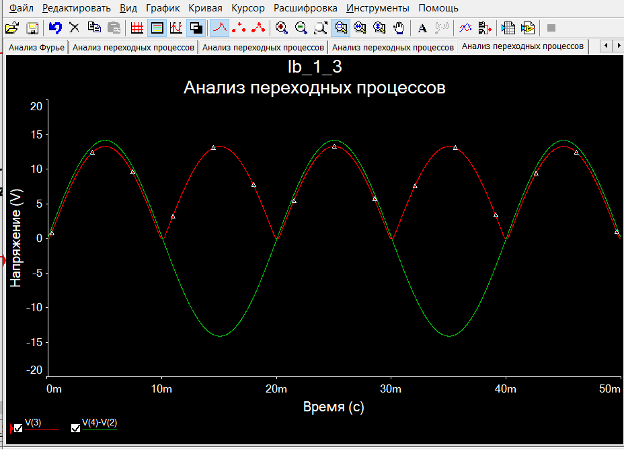 Файл Редактировать Вид График Кривая Курсор Расшифровка Инструменты Помощь
A
Анализ Фурье Анализ переходных процессов Анализ переходных процессов Анализ переходных процессов Анализ переходных процессов
lb_1_3
Анализ переходных процессов
Напряжение (V)
20
15
10
5
0
-5
-10
-15
-20
0m 10m 20m 30m 40m 50m
Время (с)
V(3) V(4)-V(2)